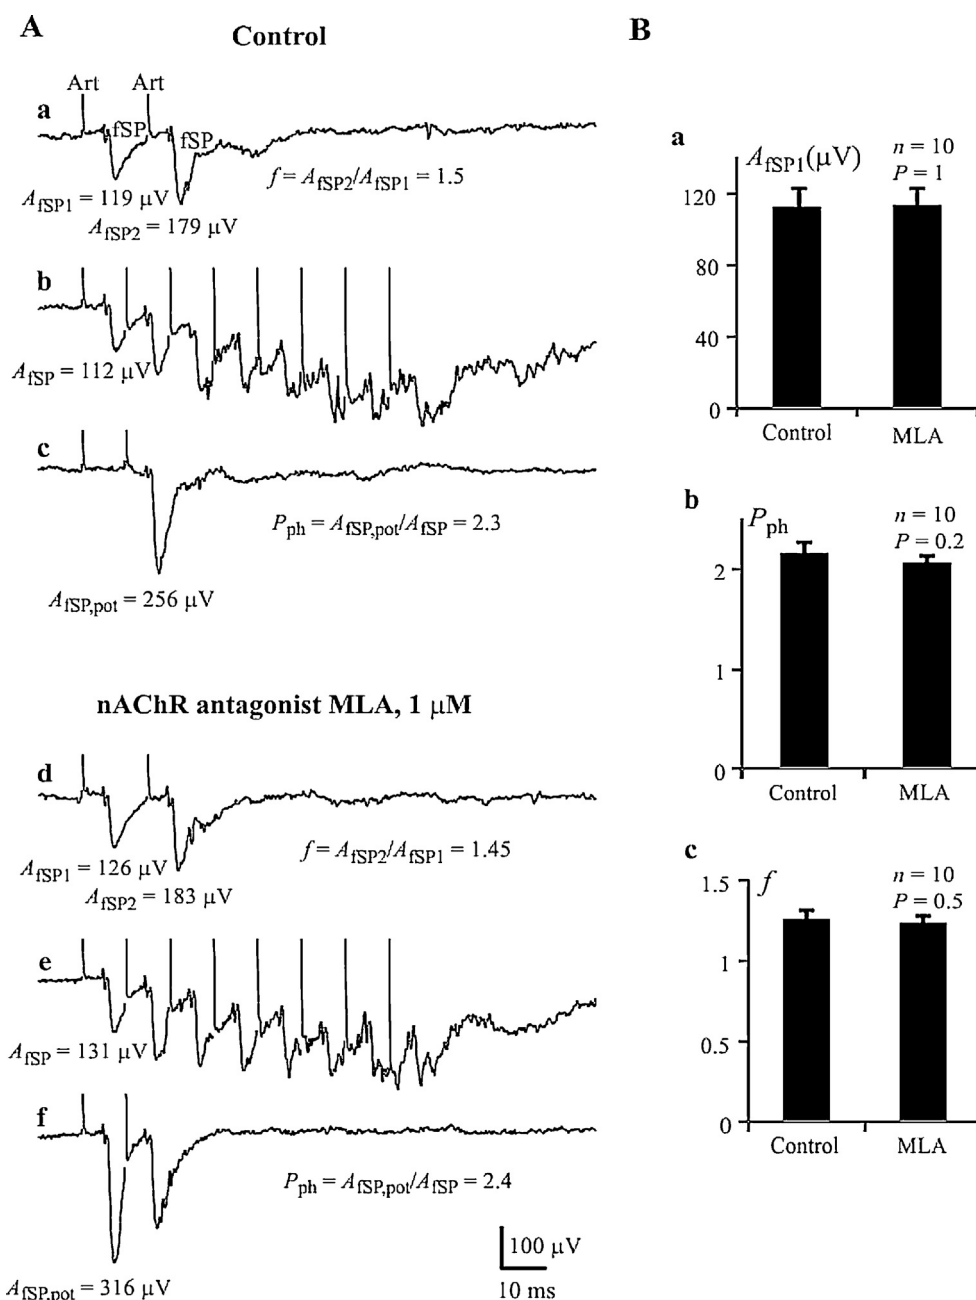 A
Control
Art Art
a
fSP
fSP
f = AfSP2/AfSP1 = 1.5
AfSP1 = 119 μV
AfSP2 = 179 μV
b
AfSP = 112 μV
c
Pph = AfSP,pot/AfSP = 2.3
AfSP,pot = 256 μV
nAChR antagonist MLA, 1 μM
d
f = AfSP2/AfSP1 = 1.45
AfSP1 = 126 μV
AfSP2 = 183 μV
e
AfSP = 131 μV
f
Pph = AfSP,pot/AfSP = 2.4
AfSP,pot = 316 μV
100 μV
10 ms
B
a
AfSP1(μV)
n = 10
P = 1
120
80
40
0
Control MLA
b
Pph
n = 10
P = 0.2
2
1
0
Control MLA
c
f
n = 10
P = 0.5
1.5
1
0.5
0
Control MLA